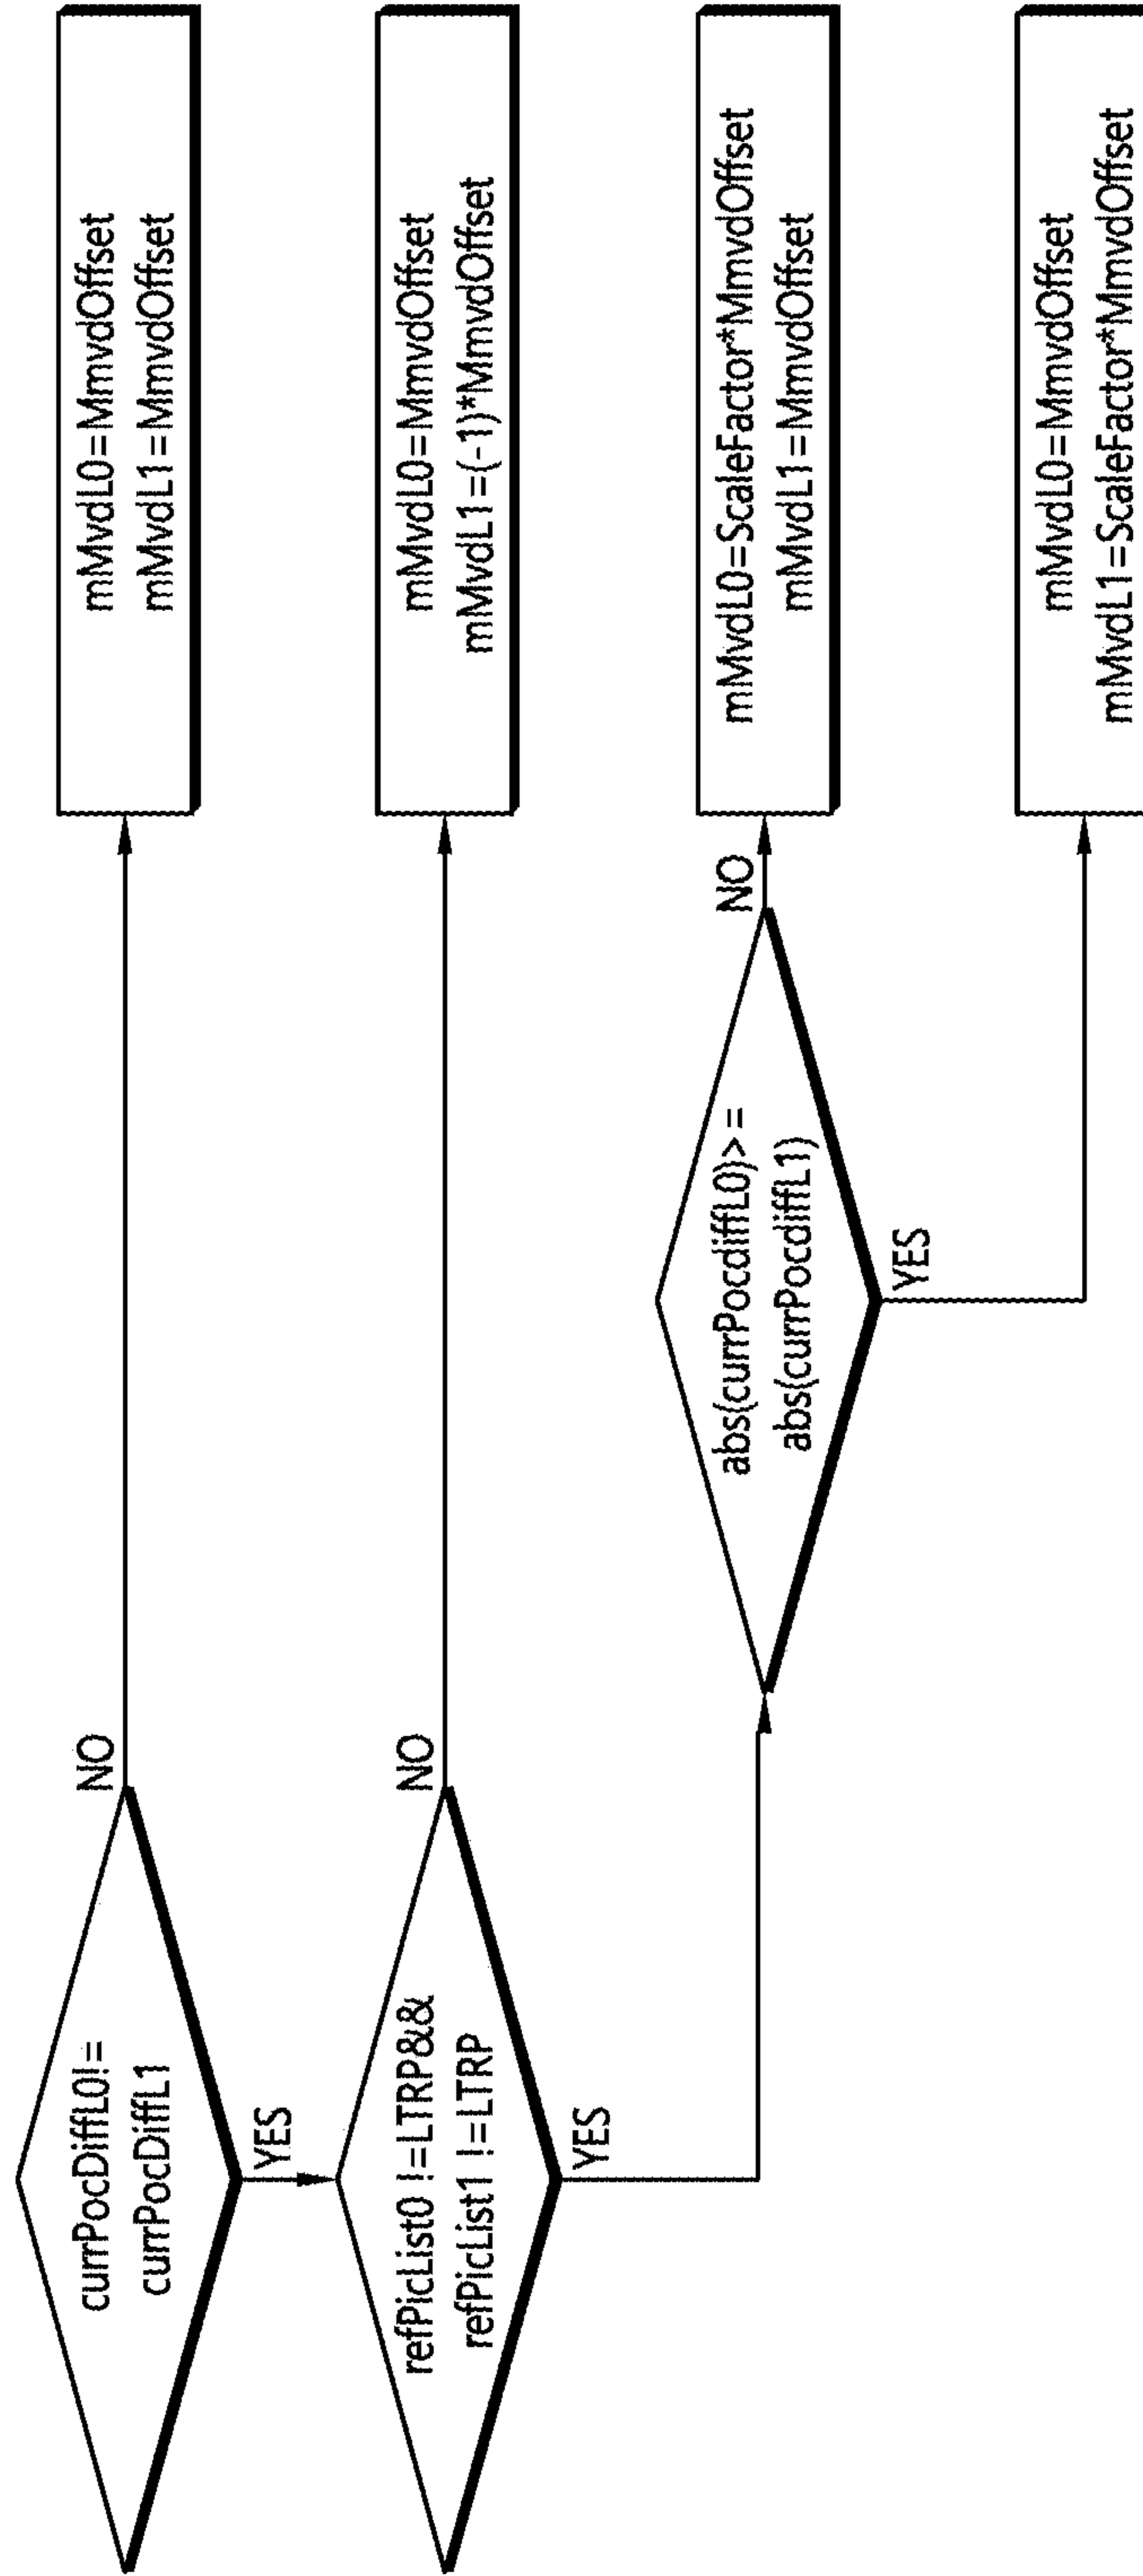 currPocDiffL0!=
currPocDiffL1
NO
mMvdL0=MmvdOffset
mMvdL1=MmvdOffset
YES
refPicList0 !=LTRP&&
refPicList1 !=LTRP
NO
mMvdL0=MmvdOffset
mMvdL1=(-1)*MmvdOffset
YES
abs(currPocdiffL0)>=
abs(currPocdiffL1)
NO
mMvdL0=ScaleFactor*MmvdOffset
mMvdL1=MmvdOffset
YES
mMvdL0=MmvdOffset
mMvdL1=ScaleFactor*MmvdOffset